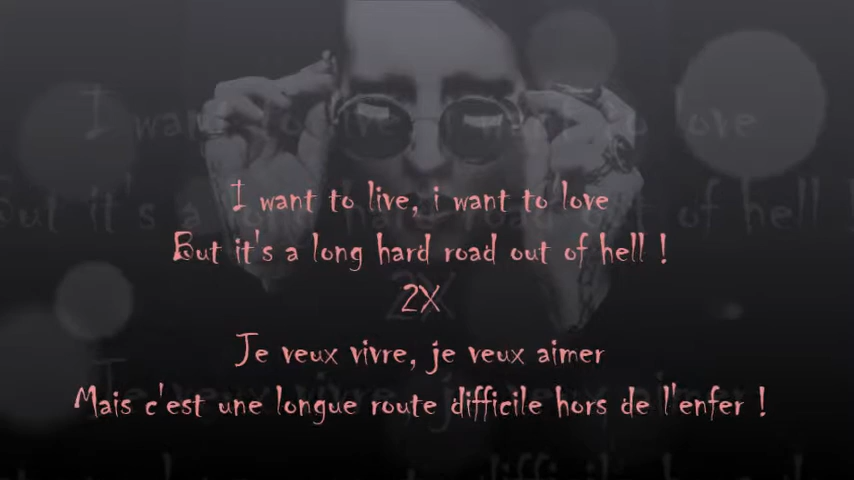 I want to live, i want to love
But it's a long hard road out of hell !
2X
Je veux vivre, je veux aimer
Mais c'est une longue route difficile hors de l'enfer !